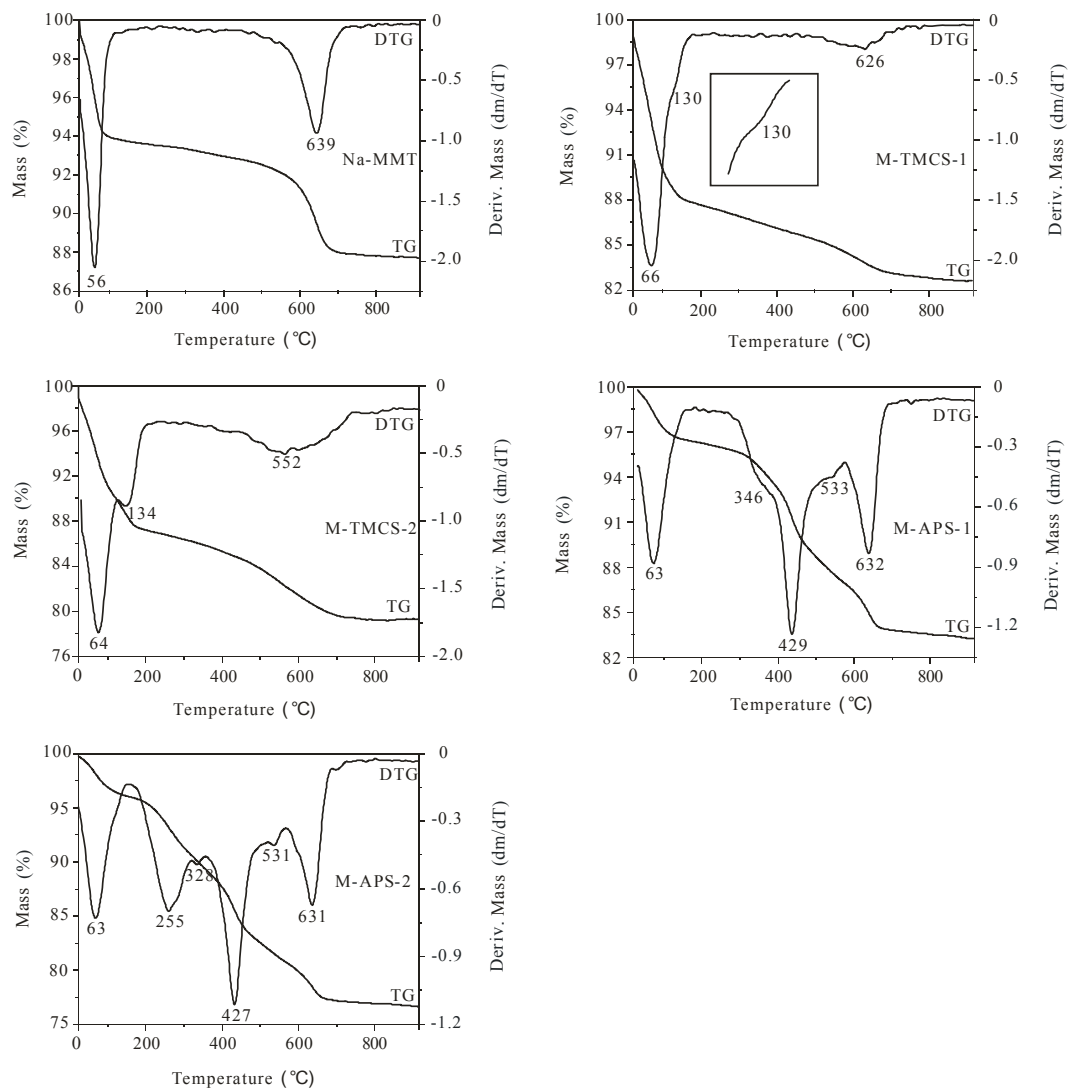 100
98
96
94
92
90
88
86
Mass (%)
0
-0.5
-1.0
-1.5
-2.0
Deriv. Mass (dm/dT)
DTG
639
Na-MMT
56
TG
0 200 400 600 800
Temperature (℃)
100
97
94
91
88
85
82
Mass (%)
0
-0.5
-1.0
-1.5
-2.0
Deriv. Mass (dm/dT)
DTG
626
130
130
M-TMCS-1
66
TG
0 200 400 600 800
Temperature (℃)
100
96
92
88
84
80
76
Mass (%)
0
-0.5
-1.0
-1.5
-2.0
Deriv. Mass (dm/dT)
DTG
552
134
M-TMCS-2
64
TG
0 200 400 600 800
Temperature (℃)
100
97
94
91
88
85
82
Mass (%)
0
-0.3
-0.6
-0.9
-1.2
Deriv. Mass (dm/dT)
DTG
533
346
M-APS-1
63
632
429
TG
0 200 400 600 800
Temperature (℃)
100
95
90
85
80
75
Mass (%)
0
-0.3
-0.6
-0.9
-1.2
Deriv. Mass (dm/dT)
DTG
531
328
M-APS-2
63
255
631
427
TG
0 200 400 600 800
Temperature (℃)